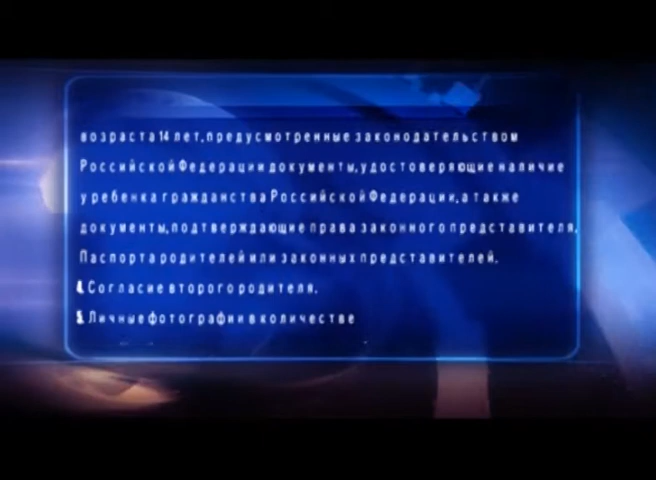 возраста 14 лет, предусмотренные законодательством
Российской Федерации документы, удостоверяющие наличие
у ребенка гражданства Российской Федерации, а также
документы, подтверждающие права законного представителя.
Паспорта родителей или законных представителей.
4. Согласие второго родителя.
5. Личные фотографии в количестве